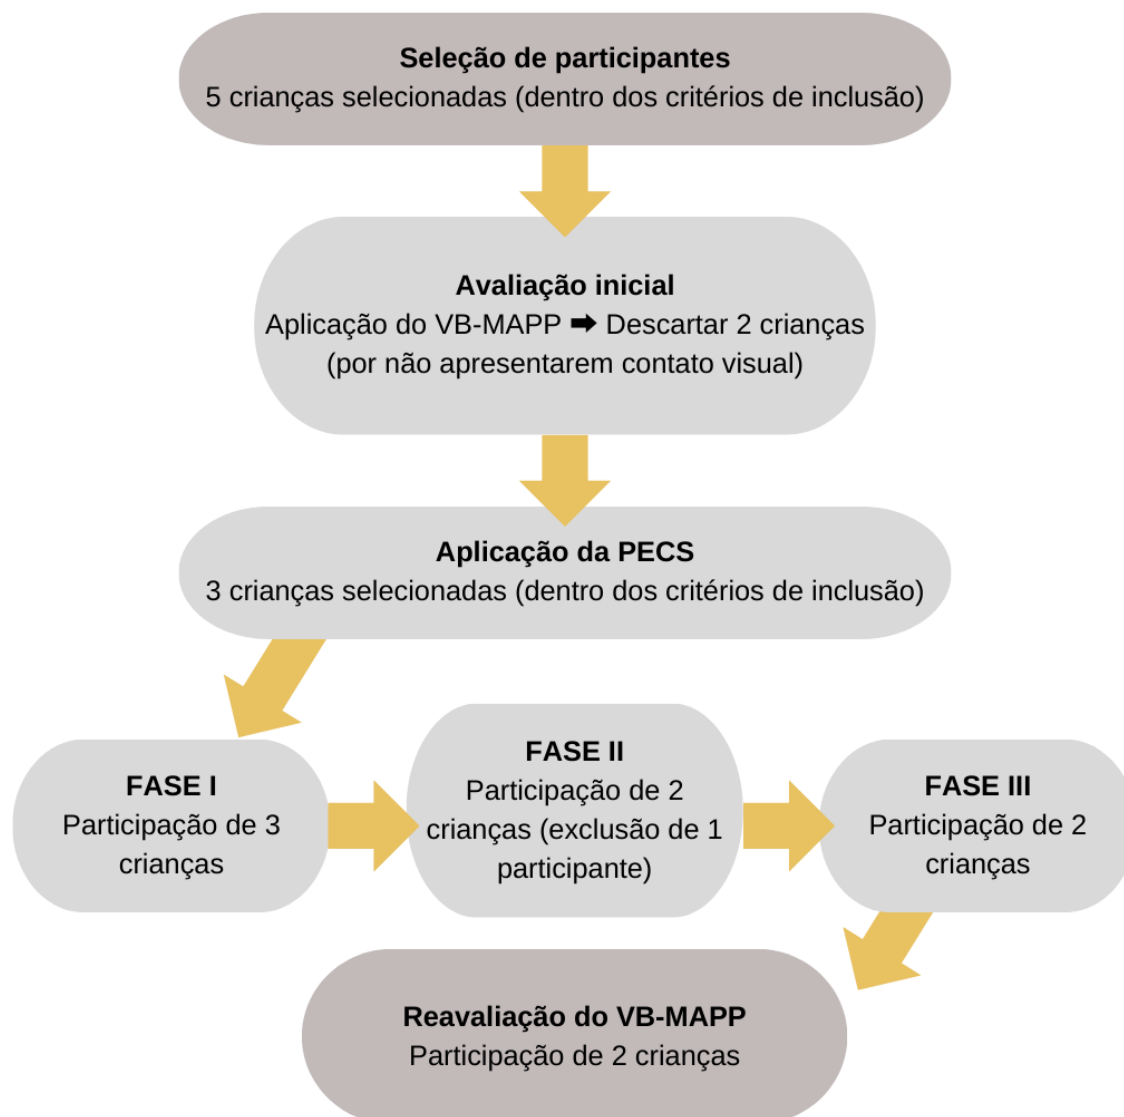 Seleção de participantes
5 crianças selecionadas (dentro dos critérios de inclusão)
Avaliação inicial
Aplicação do VB-MAPP ➡ Descartar 2 crianças
(por não apresentarem contato visual)
Aplicação da PECS
3 crianças selecionadas (dentro dos critérios de inclusão)
FASE I
Participação de 3
crianças
FASE II
Participação de 2
crianças (exclusão de 1
participante)
FASE III
Participação de 2
crianças
Reavaliação do VB-MAPP
Participação de 2 crianças